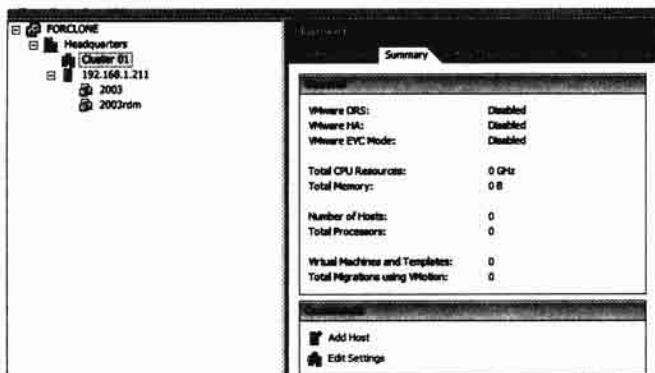 FORCLONE
Headquarters
Cluster 01
192.168.1.211
2003
2003rdm
Summary
General
VMware DRS: Disabled
VMware HA: Disabled
VMware EVC Mode: Disabled
Total CPU Resources: 0 GHz
Total Memory: 0 B
Number of Hosts: 0
Total Processors: 0
Virtual Machines and Templates: 0
Total Migrations using VMotion: 0
Commands
Add Host
Edit Settings